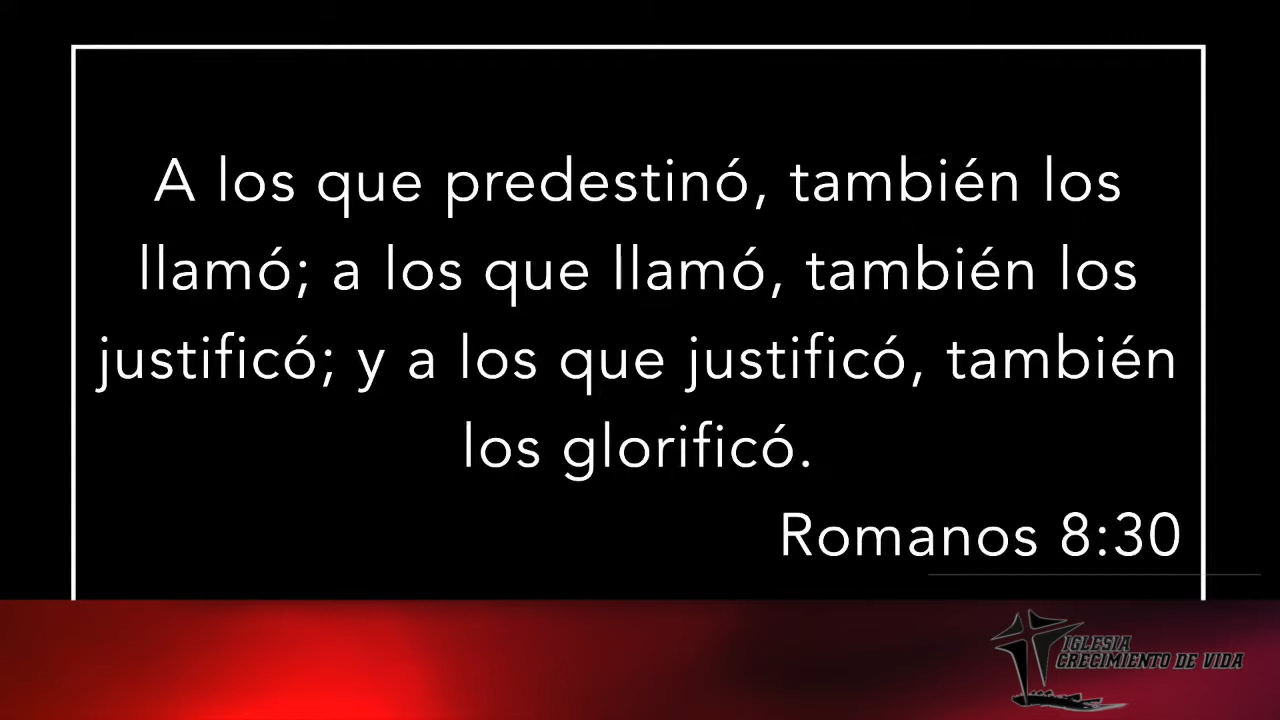 A los que predestinó, también los
llamó; a los que llamó, también los
justificó; y a los que justificó, también
los glorificó.
Romanos 8:30
IGLESIA
CRECIMIENTO DE VIDA